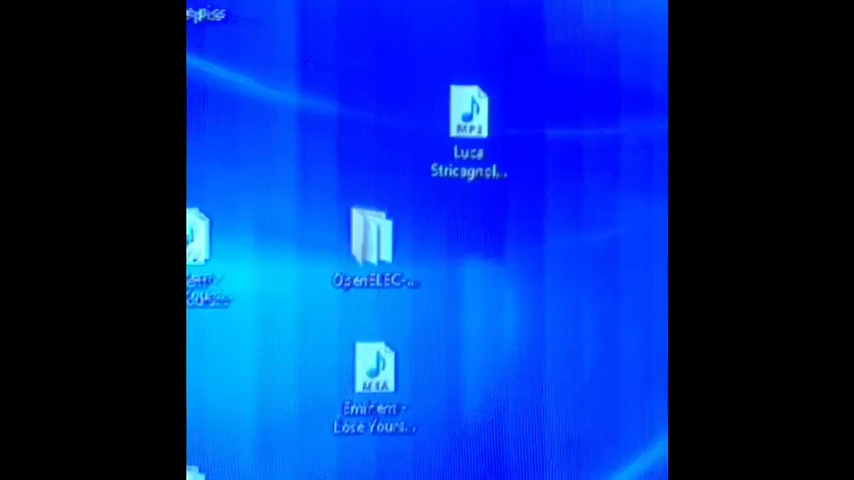 MP3
Luca
Stricagnol...
OpenELEC-...
M4A
Eminem -
Lose Yours...